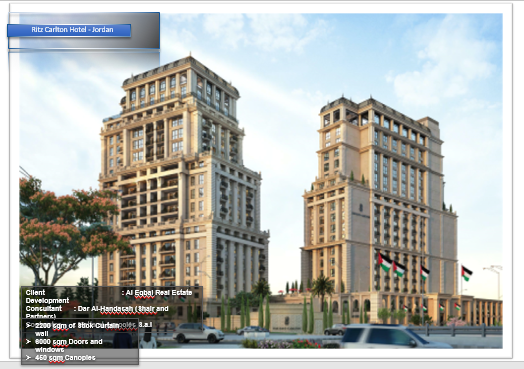 Ritz Carlton Hotel - Jordan
Client : Al Eqbal Real Estate
Development
Consultant : Dar Al-Handasah (Shair and
Partners)
S.a.l
2200 sqm of Stick Curtain
wall
6000 sqm Doors and
windows
450 sqm Canopies